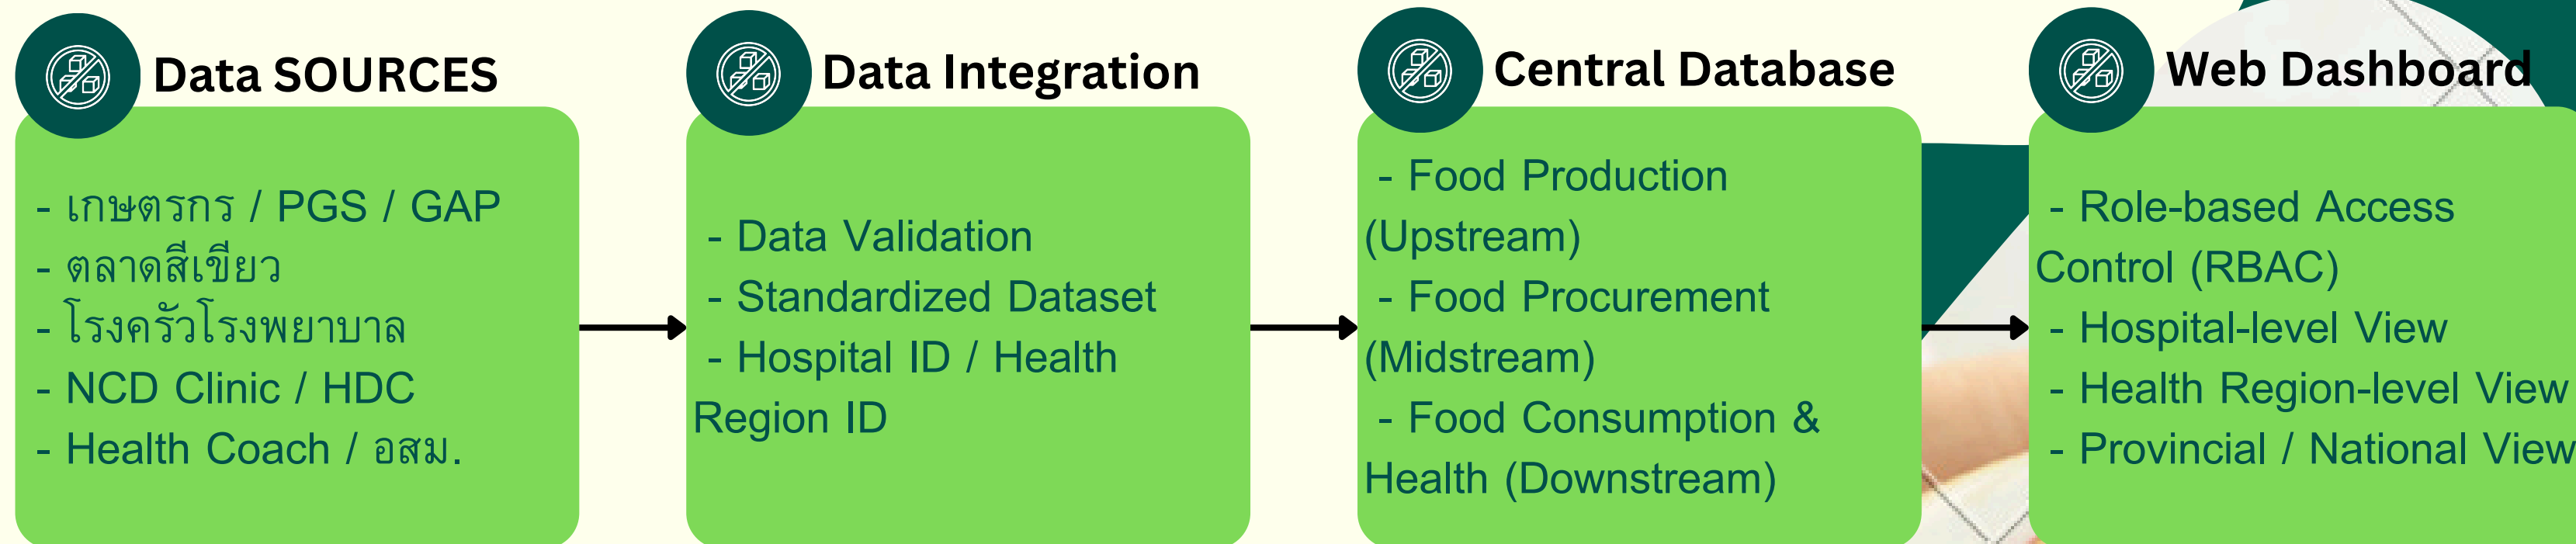 Data SOURCES
- เกษตรกร / PGS / GAP
- ตลาดสีเขียว
- โรงครัวโรงพยาบาล
- NCD Clinic / HDC
- Health Coach / อสม.
Data Integration
- Data Validation
- Standardized Dataset
- Hospital ID / Health
Region ID
Central Database
- Food Production
(Upstream)
- Food Procurement
(Midstream)
- Food Consumption &
Health (Downstream)
Web Dashboard
- Role-based Access
Control (RBAC)
- Hospital-level View
- Health Region-level View
- Provincial / National View